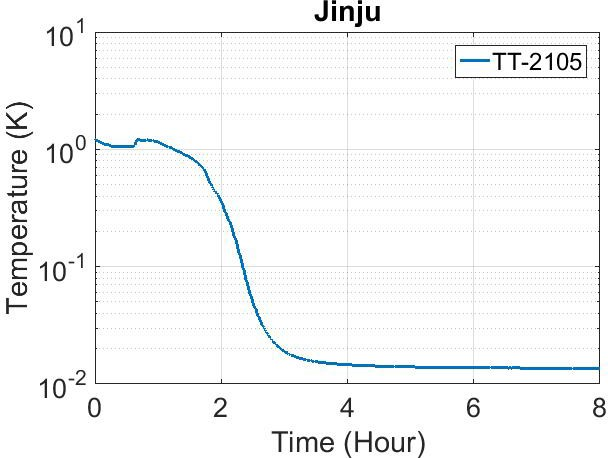 Jinju
TT-2105
10^1
10^0
10^-1
10^-2
Temperature (K)
0 2 4 6 8
Time (Hour)